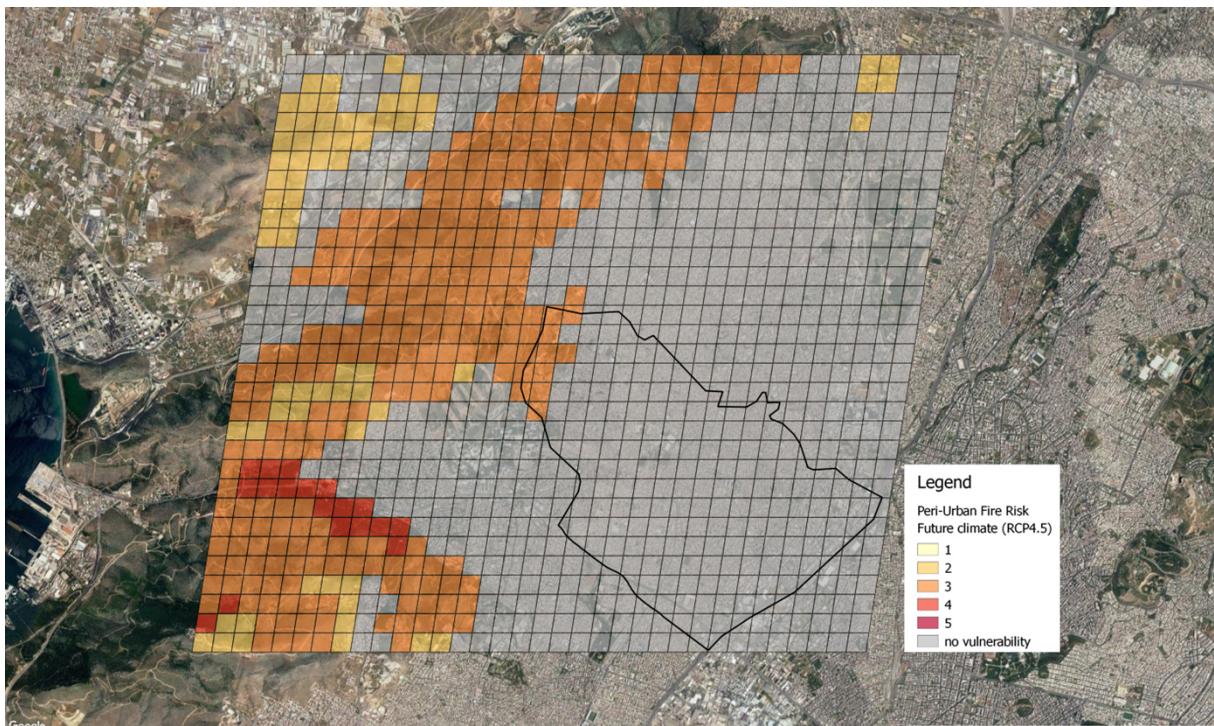 Legend
Peri-Urban Fire Risk
Future climate (RCP4.5)
1
2
3
4
5
no vulnerability
Google